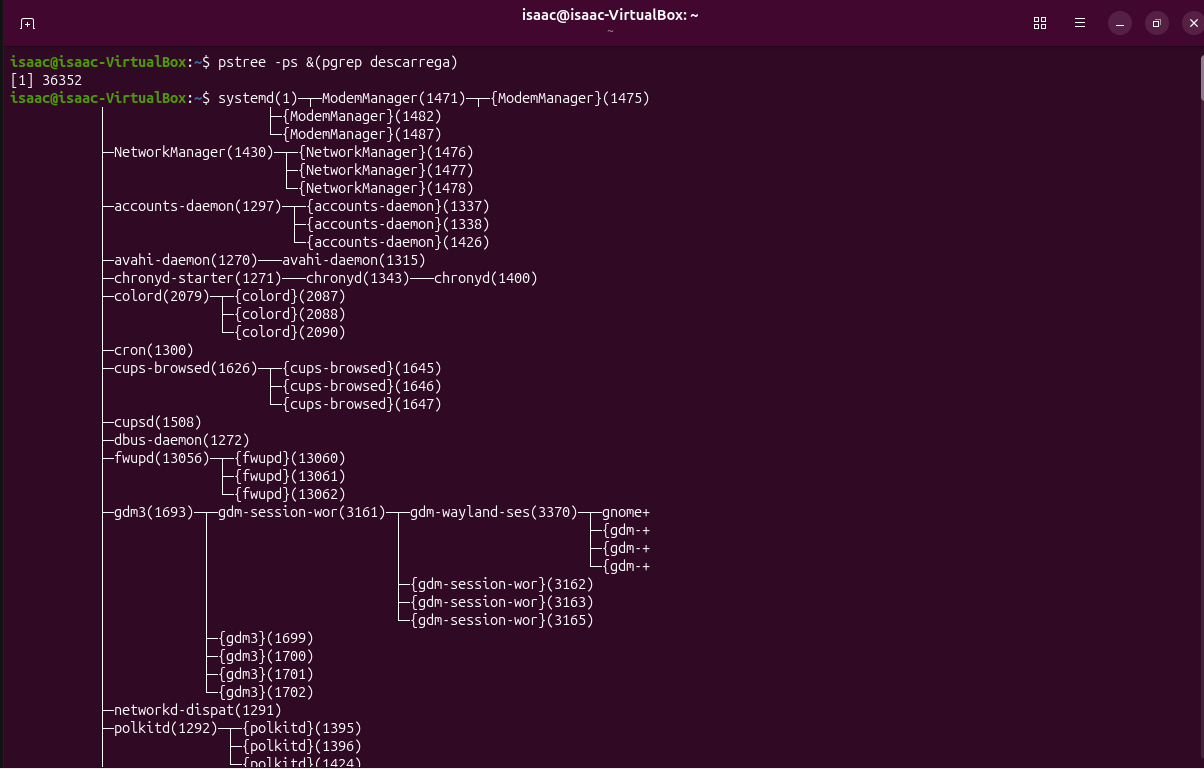 isaac@isaac-VirtualBox: ~
~
isaac@isaac-VirtualBox:~$ pstree -ps &(pgrep descarrega)
[1] 36352
isaac@isaac-VirtualBox:~$ systemd(1)─┬─ModemManager(1471)─┬─{ModemManager}(1475)
├─{ModemManager}(1482)
└─{ModemManager}(1487)
├─NetworkManager(1430)─┬─{NetworkManager}(1476)
├─{NetworkManager}(1477)
└─{NetworkManager}(1478)
├─accounts-daemon(1297)─┬─{accounts-daemon}(1337)
├─{accounts-daemon}(1338)
└─{accounts-daemon}(1426)
├─avahi-daemon(1270)───avahi-daemon(1315)
├─chronyd-starter(1271)───chronyd(1343)───chronyd(1400)
├─colord(2079)─┬─{colord}(2087)
├─{colord}(2088)
└─{colord}(2090)
├─cron(1300)
├─cups-browsed(1626)─┬─{cups-browsed}(1645)
├─{cups-browsed}(1646)
└─{cups-browsed}(1647)
├─cupsd(1508)
├─dbus-daemon(1272)
├─fwupd(13056)─┬─{fwupd}(13060)
├─{fwupd}(13061)
└─{fwupd}(13062)
├─gdm3(1693)─┬─gdm-session-wor(3161)─┬─gdm-wayland-ses(3370)─┬─gnome+
├─{gdm-+
├─{gdm-+
└─{gdm-+
├─{gdm-session-wor}(3162)
├─{gdm-session-wor}(3163)
└─{gdm-session-wor}(3165)
├─{gdm3}(1699)
├─{gdm3}(1700)
├─{gdm3}(1701)
└─{gdm3}(1702)
├─networkd-dispat(1291)
├─polkitd(1292)─┬─{polkitd}(1395)
├─{polkitd}(1396)
└─{polkitd}(1424)